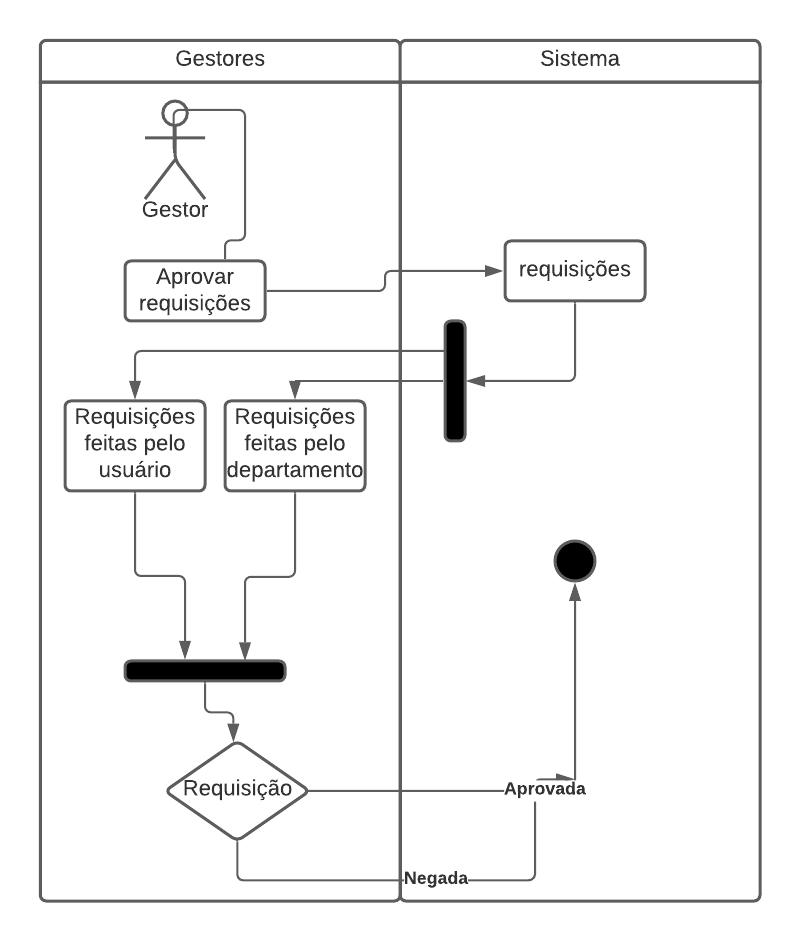 Gestores
Sistema
Gestor
Aprovar
requisições
requisições
Requisições
feitas pelo
usuário
Requisições
feitas pelo
departamento
Requisição
Aprovada
Negada